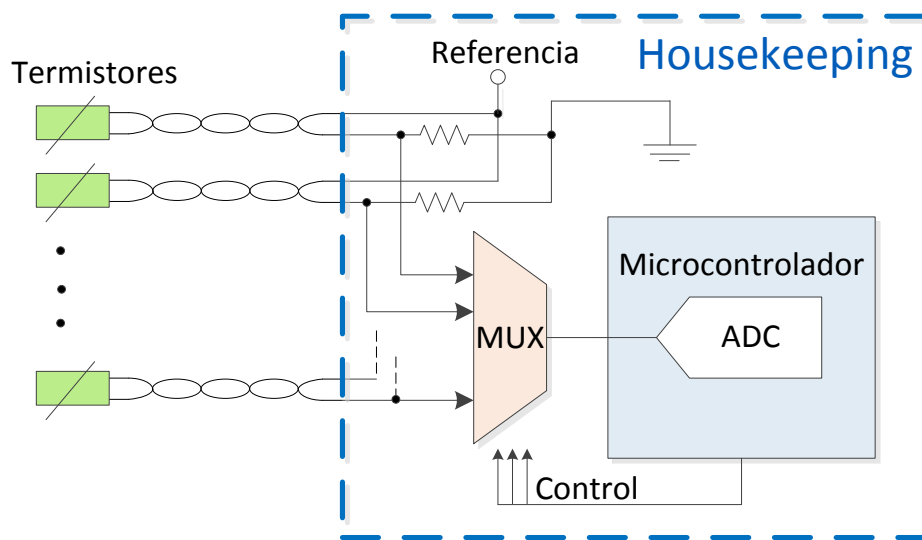 Housekeeping
Referencia
Termistores
Microcontrolador
MUX
ADC
Control